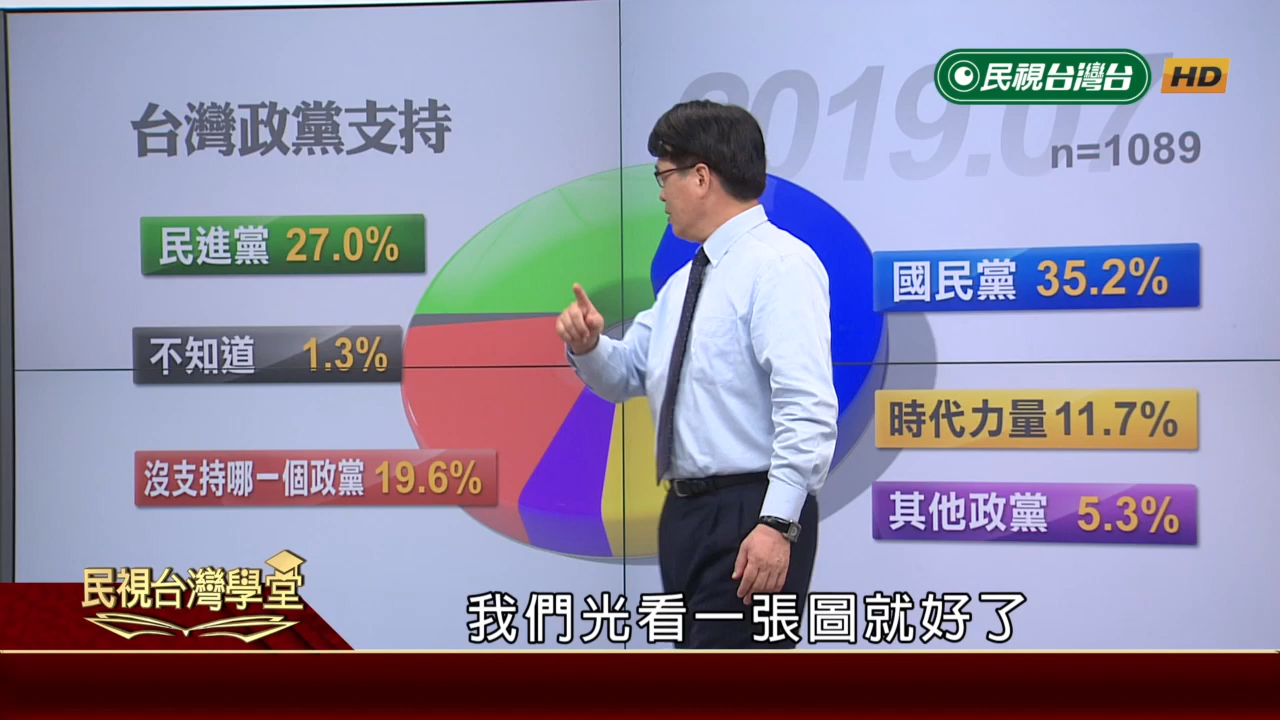 民視台灣台 HD
2019.07
台灣政黨支持
n=1089
民進黨 27.0%
國民黨 35.2%
不知道 1.3%
時代力量 11.7%
沒支持哪一個政黨 19.6%
其他政黨 5.3%
民視台灣學堂
我們光看一張圖就好了